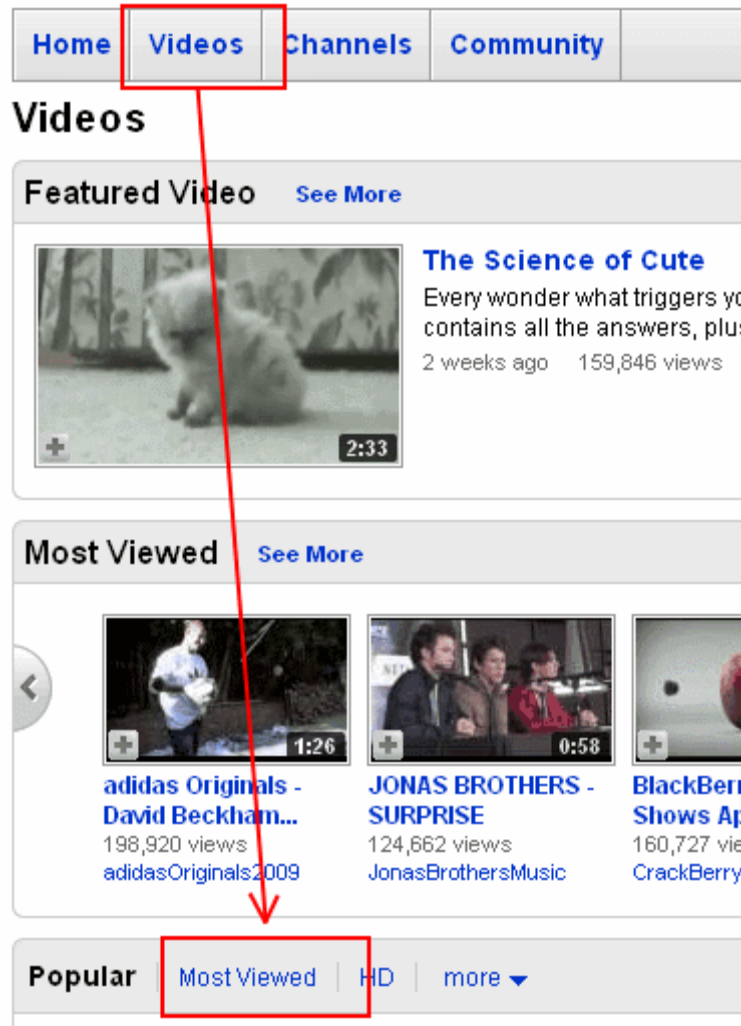 Home Videos Channels Community
Videos
Featured Video See More
The Science of Cute
Every wonder what triggers yo
contains all the answers, plus
2 weeks ago 159,846 views
2:33
Most Viewed See More
1:26 0:58
adidas Originals - JONAS BROTHERS - BlackBerr
David Beckham... SURPRISE Shows Ap
198,920 views 124,662 views 160,727 vie
adidasOriginals2009 JonasBrothersMusic CrackBerry
Popular Most Viewed HD more